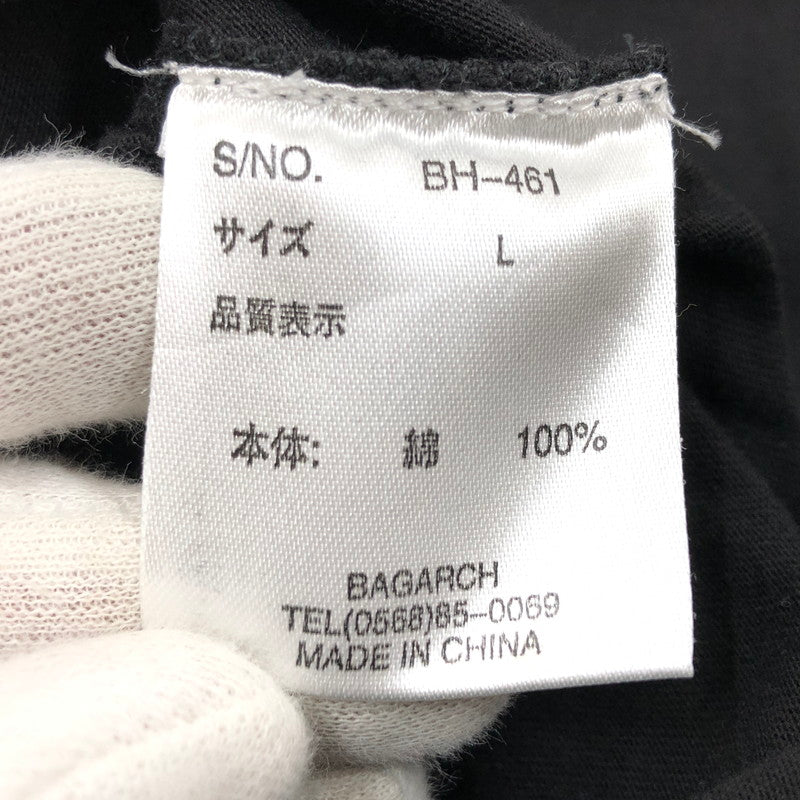 S/NO. BH-461
サイズ L
品質表示
本体: 綿 100%
BAGARCH
TEL(0568)85-0069
MADE IN CHINA